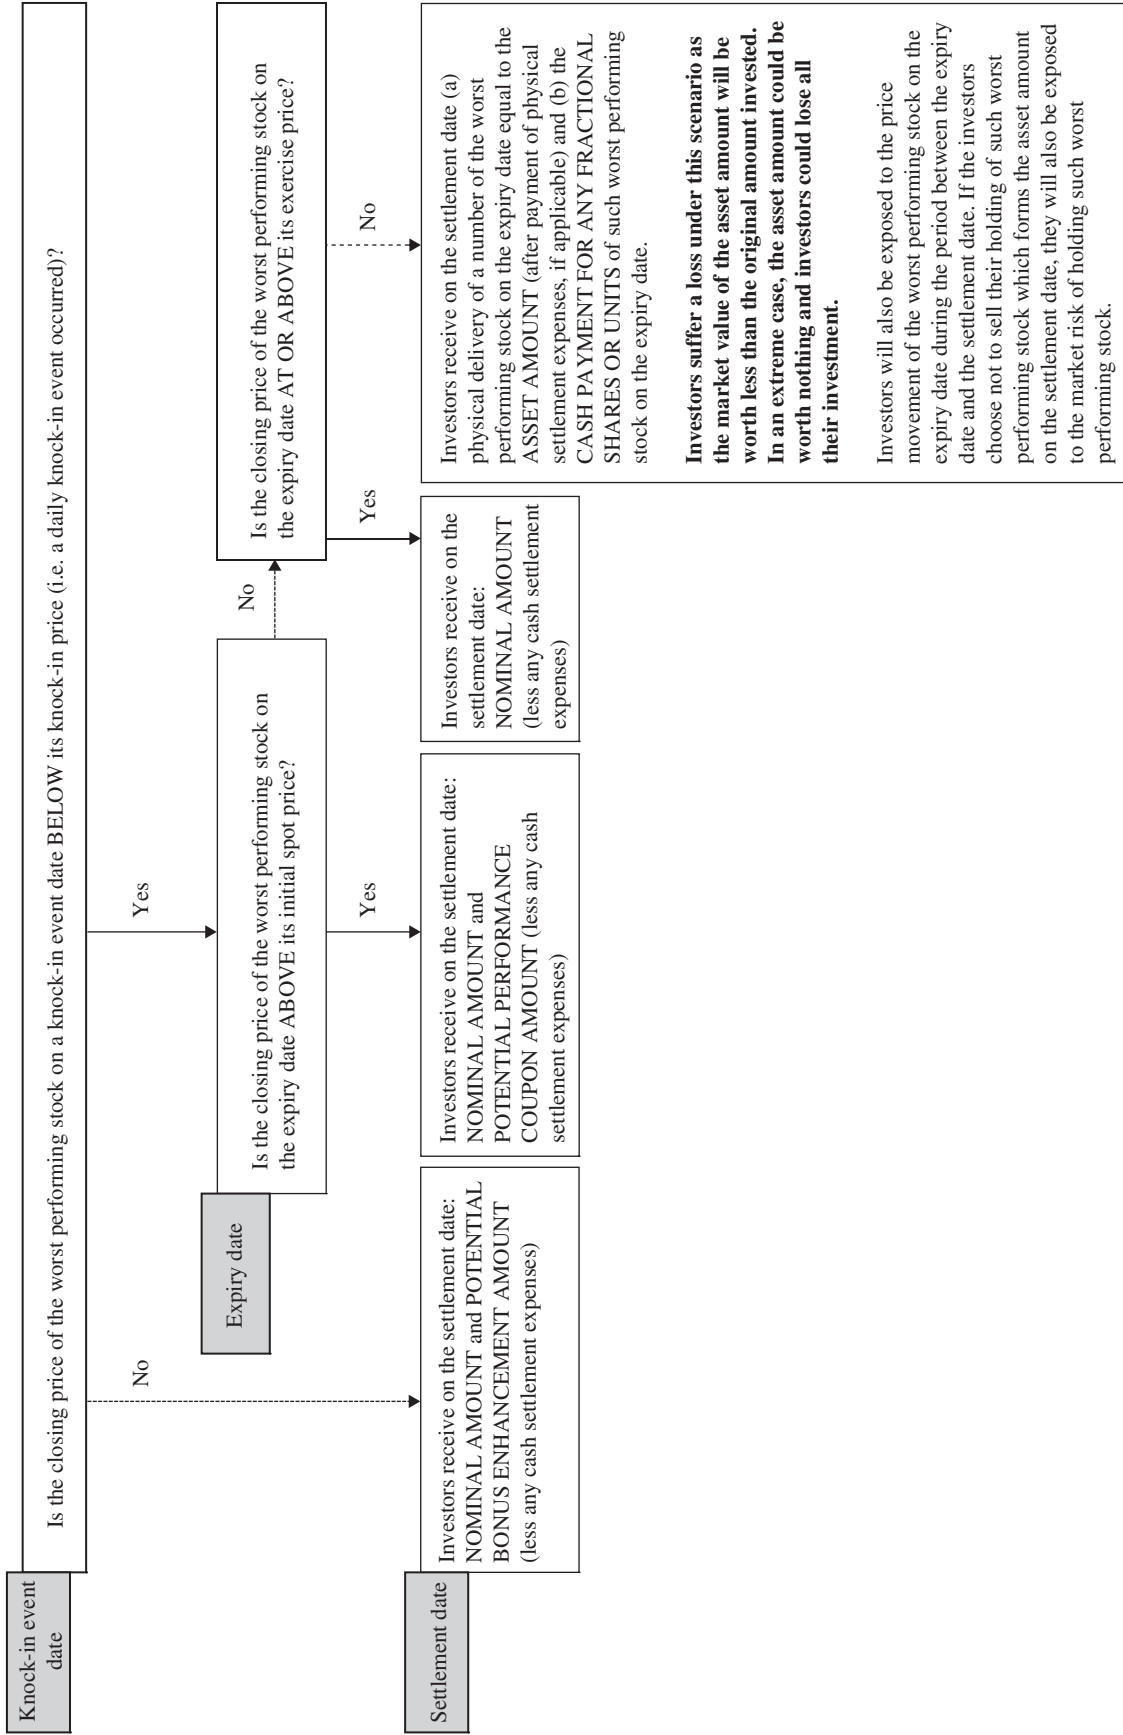 Knock-in event
date
Is the closing price of the worst performing stock on a knock-in event date BELOW its knock-in price (i.e. a daily knock-in event occurred)?
No
Yes
Expiry date
Is the closing price of the worst performing stock on
the expiry date ABOVE its initial spot price?
No
Is the closing price of the worst performing stock on
the expiry date AT OR ABOVE its exercise price?
Yes
Yes
No
Settlement date
Investors receive on the settlement date:
NOMINAL AMOUNT and POTENTIAL
BONUS ENHANCEMENT AMOUNT
(less any cash settlement expenses)
Investors receive on the settlement date:
NOMINAL AMOUNT and
POTENTIAL PERFORMANCE
COUPON AMOUNT (less any cash
settlement expenses)
Investors receive on the
settlement date:
NOMINAL AMOUNT
(less any cash settlement
expenses)
Investors receive on the settlement date (a)
physical delivery of a number of the worst
performing stock on the expiry date equal to the
ASSET AMOUNT (after payment of physical
settlement expenses, if applicable) and (b) the
CASH PAYMENT FOR ANY FRACTIONAL
SHARES OR UNITS of such worst performing
stock on the expiry date.
Investors suffer a loss under this scenario as
the market value of the asset amount will be
worth less than the original amount invested.
In an extreme case, the asset amount could be
worth nothing and investors could lose all
their investment.
Investors will also be exposed to the price
movement of the worst performing stock on the
expiry date during the period between the expiry
date and the settlement date. If the investors
choose not to sell their holding of such worst
performing stock which forms the asset amount
on the settlement date, they will also be exposed
to the market risk of holding such worst
performing stock.